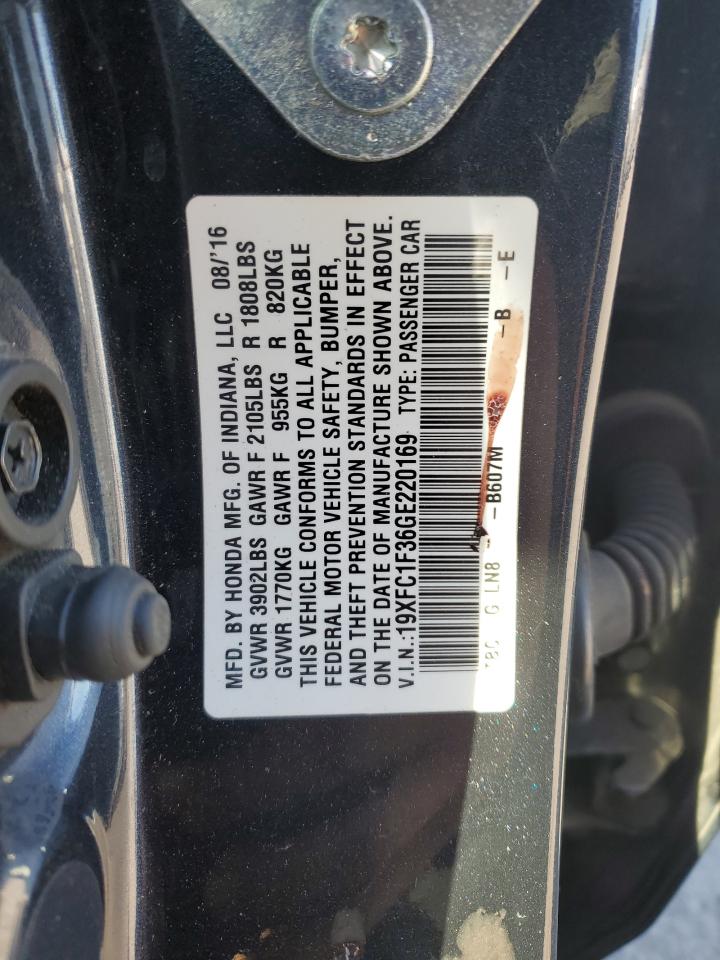 MFD. BY HONDA MFG. OF INDIANA, LLC 08/'16
GVWR 3902LBS GAWR F 2105LBS R 1808LBS
GVWR 1770KG GAWR F 955KG R 820KG
THIS VEHICLE CONFORMS TO ALL APPLICABLE
FEDERAL MOTOR VEHICLE SAFETY, BUMPER,
AND THEFT PREVENTION STANDARDS IN EFFECT
ON THE DATE OF MANUFACTURE SHOWN ABOVE.
V.I.N.:19XFC1F36GE220169 TYPE: PASSENGER CAR
G LN8 -B607M -B -E